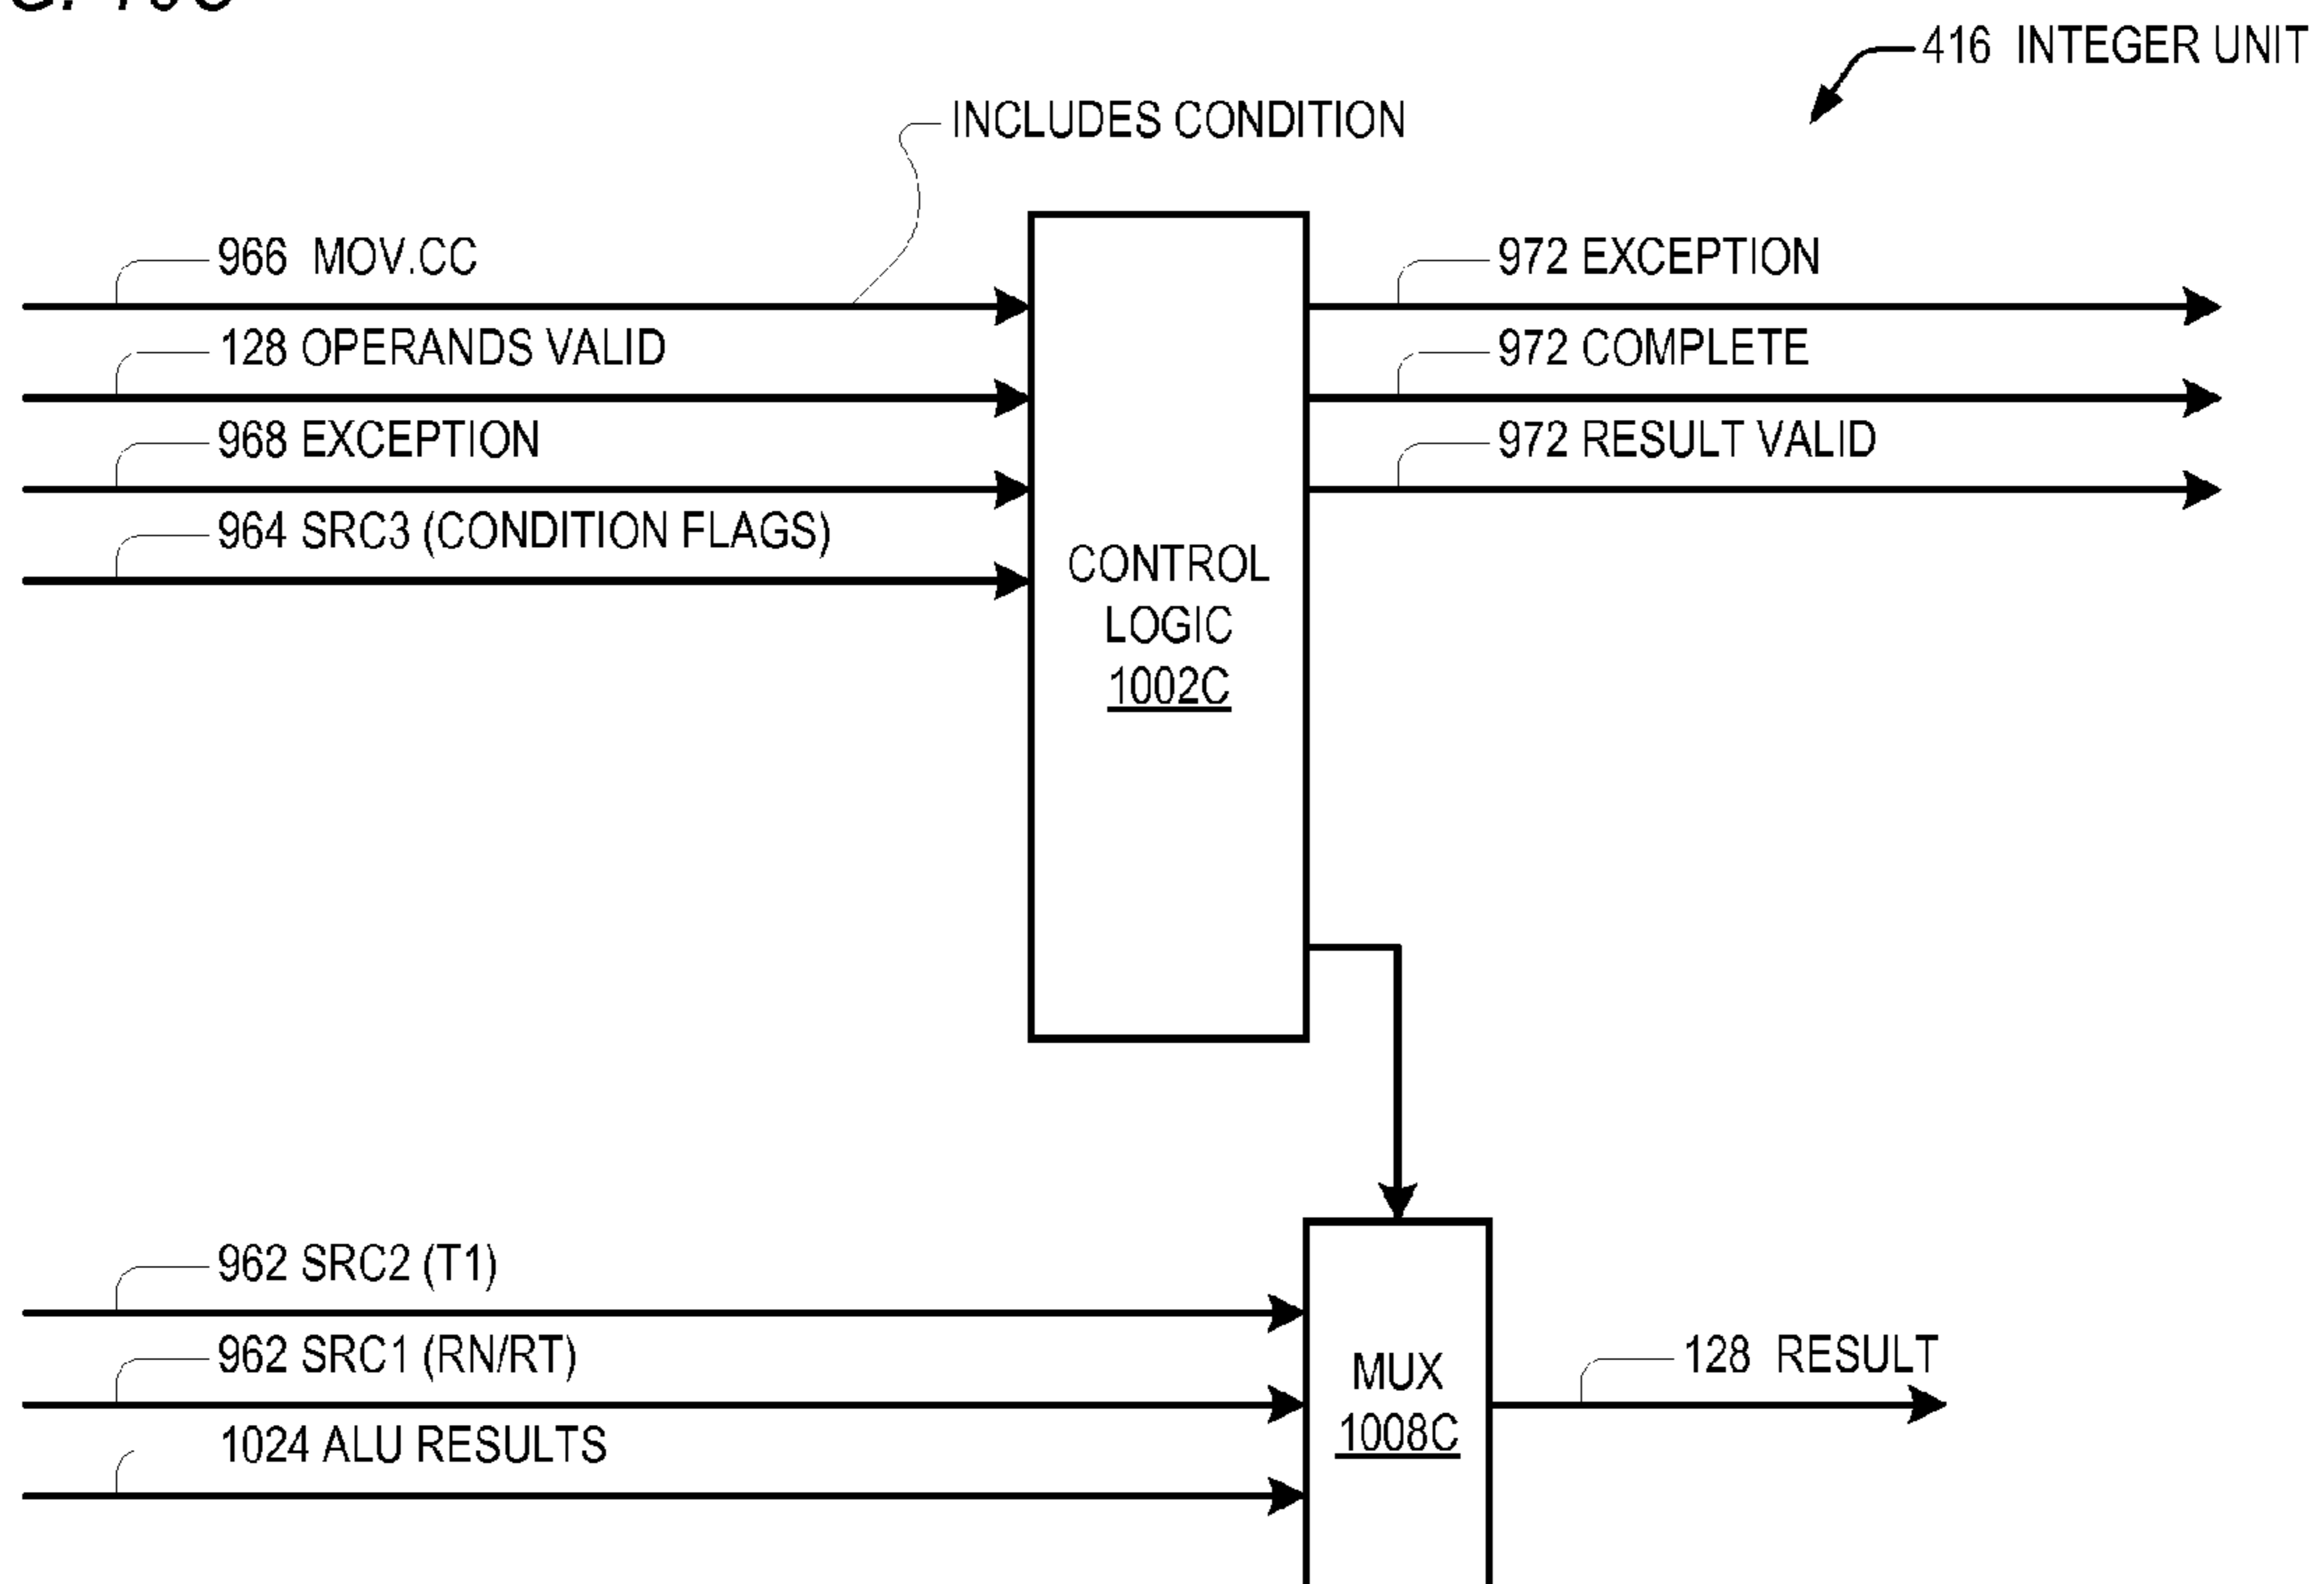 416 INTEGER UNIT
INCLUDES CONDITION
966 MOV.CC
972 EXCEPTION
128 OPERANDS VALID
972 COMPLETE
968 EXCEPTION
972 RESULT VALID
964 SRC3 (CONDITION FLAGS)
CONTROL
LOGIC
1002C
962 SRC2 (T1)
962 SRC1 (RN/RT)
MUX
1008C
128 RESULT
1024 ALU RESULTS